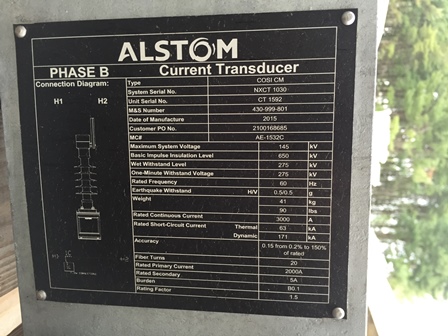 ALSTOM
PHASE B Current Transducer
Connection Diagram:
H1 H2
Type COSI CM
System Serial No. NXCT 1030
Unit Serial No. CT 1592
M&S Number 430-999-801
Date of Manufacture 2015
Customer PO No. 2100168685
MC# AE-1532C
Maximum System Voltage 145 kV
Basic Impulse Insulation Level 650 kV
Wet Withstand Level 275 kV
One-Minute Withstand Voltage 275 kV
Rated Frequency 60 Hz
Earthquake Withstand H/V 0.5/0.5 g
Weight 41 kg
90 lbs
Rated Continuous Current 3000 A
Rated Short-Circuit Current Thermal 63 kA
Dynamic 171 kA
Accuracy 0.15 from 0.2% to 150%
of rated
Fiber Turns 20
Rated Primary Current 2000A
Rated Secondary 5A
Burden B0.1
Rating Factor 1.5